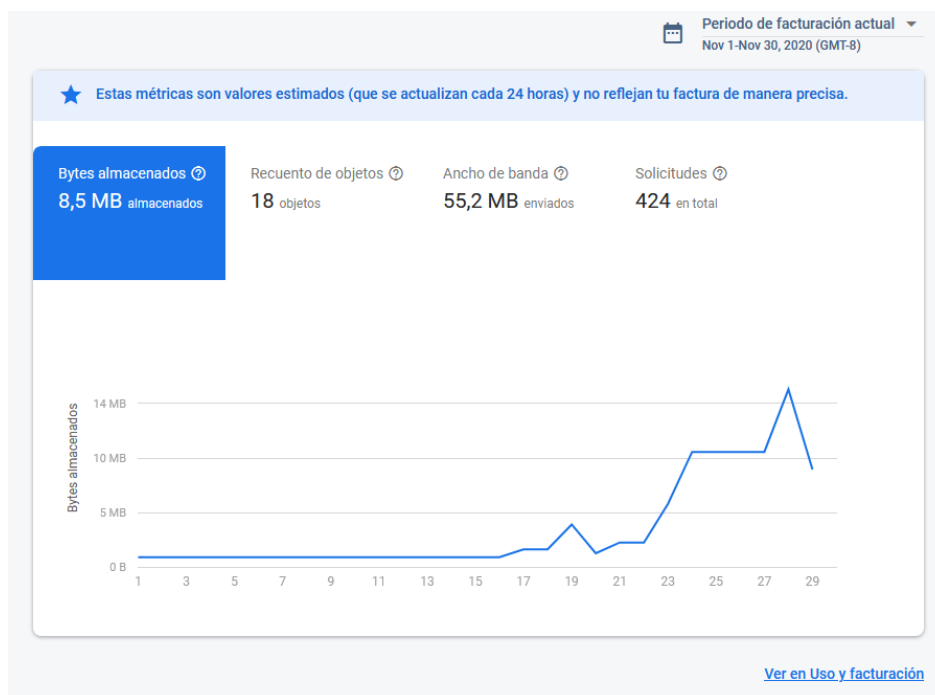 Periodo de facturación actual
Nov 1-Nov 30, 2020 (GMT-8)
Estas métricas son valores estimados (que se actualizan cada 24 horas) y no reflejan tu factura de manera precisa.
Bytes almacenados
8,5 MB almacenados
Recuento de objetos
18 objetos
Ancho de banda
55,2 MB enviados
Solicitudes
424 en total
Bytes almacenados
14 MB
10 MB
5 MB
0 B
1 3 5 7 9 11 13 15 17 19 21 23 25 27 29
Ver en Uso y facturación